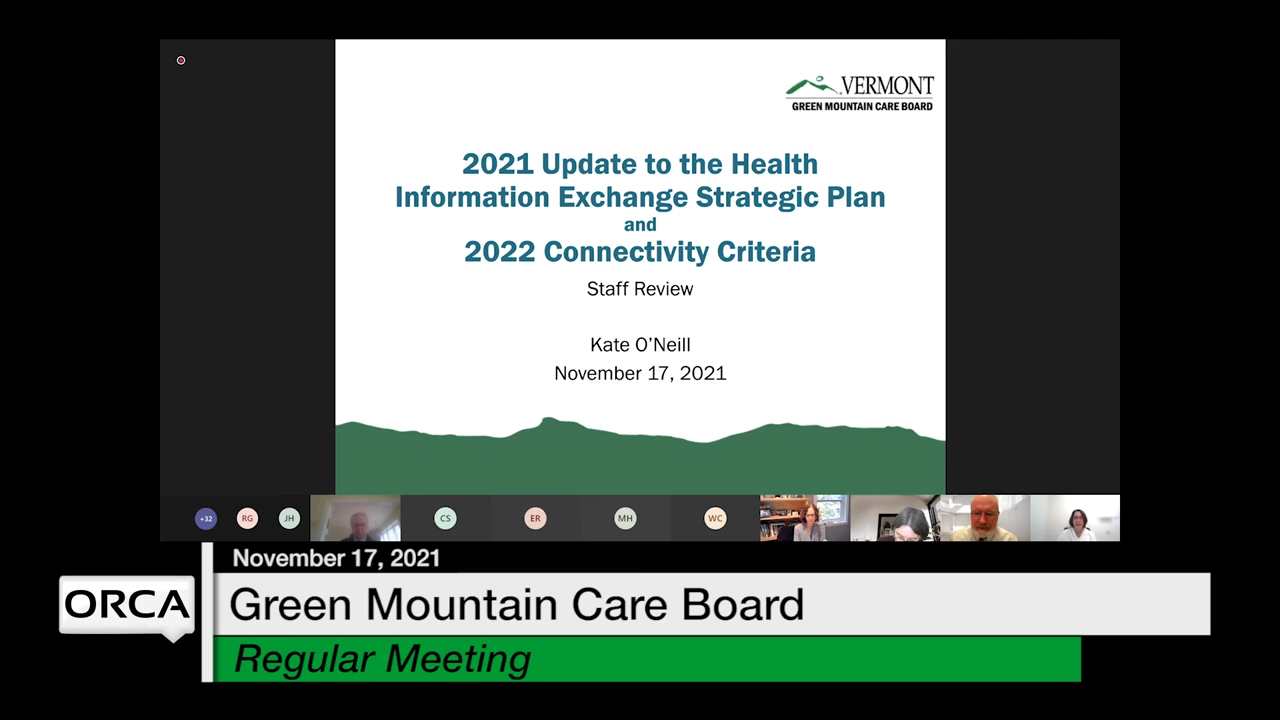 VERMONT
GREEN MOUNTAIN CARE BOARD
2021 Update to the Health
Information Exchange Strategic Plan
and
2022 Connectivity Criteria
Staff Review
Kate O'Neill
November 17, 2021
+32
RG
JH
CS
ER
MH
WC
November 17, 2021
ORCA
Green Mountain Care Board
Regular Meeting